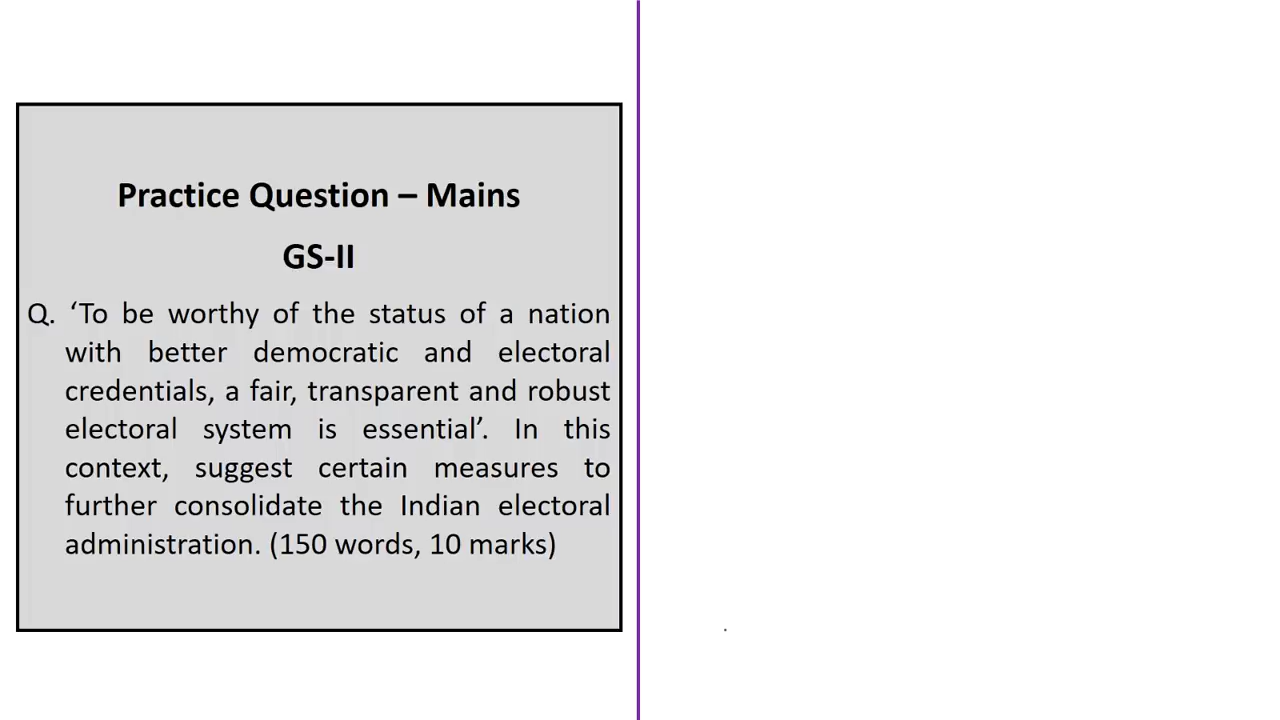 Practice Question – Mains
GS-II
Q. ‘To be worthy of the status of a nation
with better democratic and electoral
credentials, a fair, transparent and robust
electoral system is essential’. In this
context, suggest certain measures to
further consolidate the Indian electoral
administration. (150 words, 10 marks)